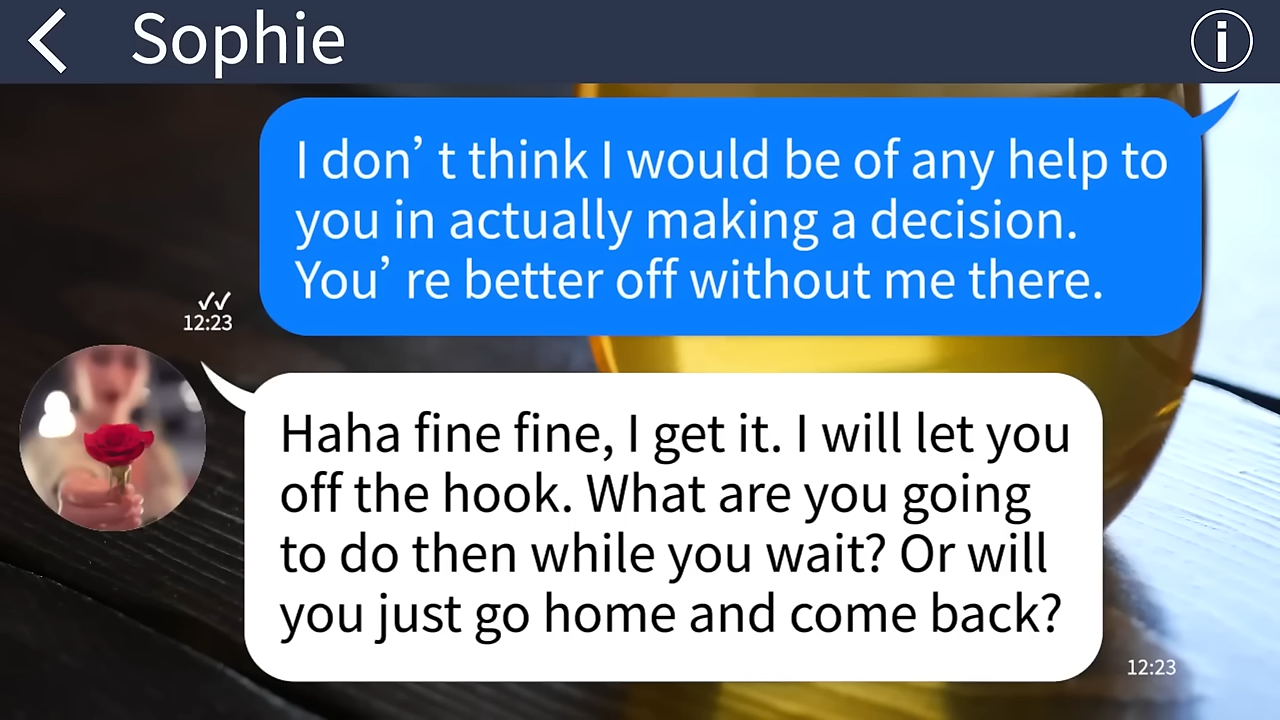 Sophie
I don’ t think I would be of any help to
you in actually making a decision.
You’ re better off without me there.
12:23
Haha fine fine, I get it. I will let you
off the hook. What are you going
to do then while you wait? Or will
you just go home and come back?
12:23